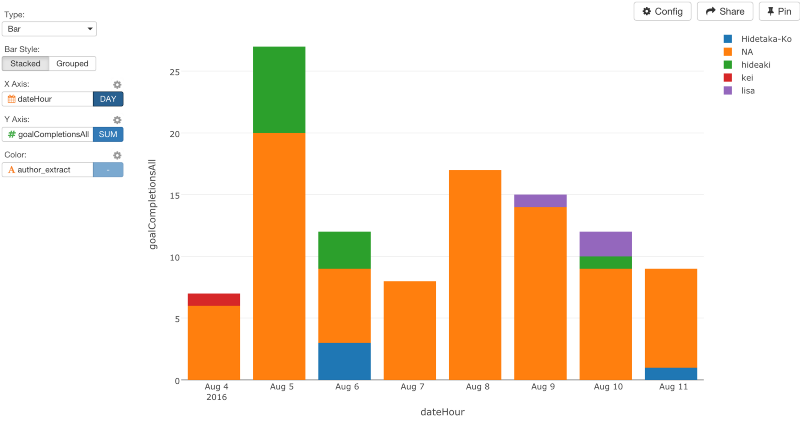 Type:
Bar
Bar Style:
Stacked Grouped
X Axis:
dateHour DAY
Y Axis:
# goalCompletionsAll SUM
Color:
A author_extract -
Config Share Pin
Hidetaka-Ko
NA
hideaki
kei
lisa
goalCompletionsAll
25
20
15
10
5
0
Aug 4 Aug 5 Aug 6 Aug 7 Aug 8 Aug 9 Aug 10 Aug 11
2016
dateHour